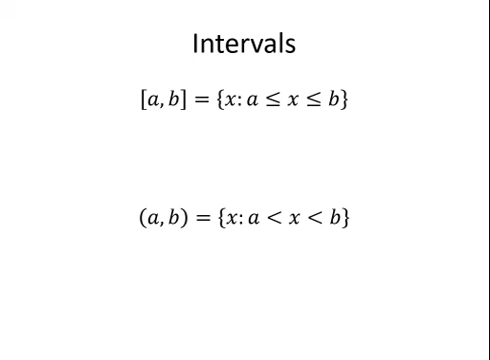 Intervals
[a, b] = {x: a ≤ x ≤ b}
(a, b) = {x: a < x < b}